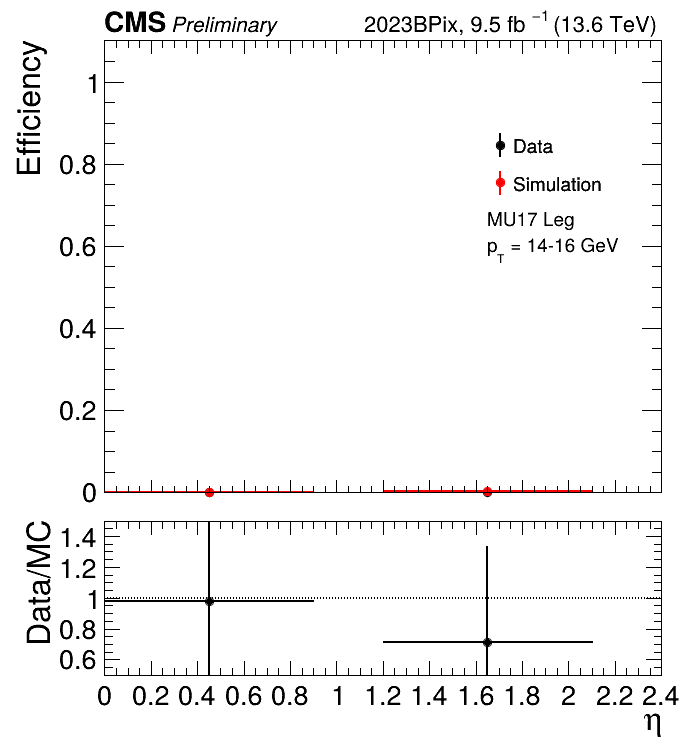 CMS Preliminary 2023BPix, 9.5 fb⁻¹ (13.6 TeV)
Efficiency
1
0.8
0.6
0.4
0.2
0
Data
Simulation
MU17 Leg
p_T = 14-16 GeV
Data/MC
1.4
1.2
1
0.8
0.6
0 0.2 0.4 0.6 0.8 1 1.2 1.4 1.6 1.8 2 2.2 2.4
η